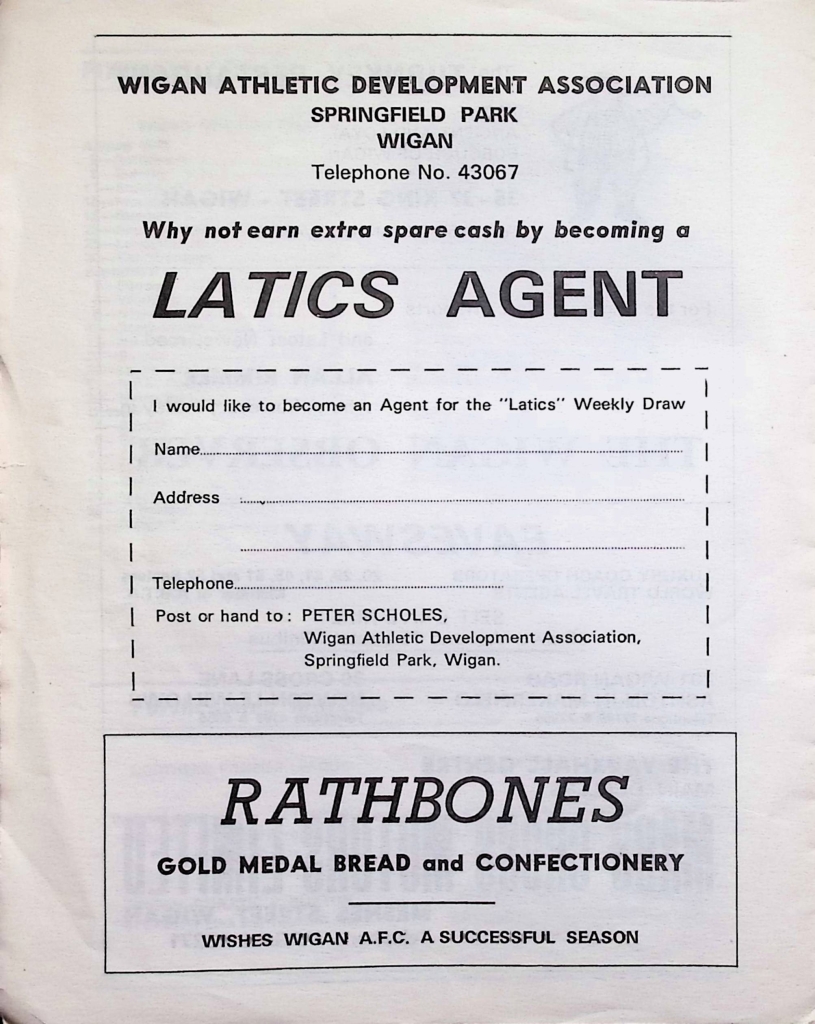 WIGAN ATHLETIC DEVELOPMENT ASSOCIATION
SPRINGFIELD PARK
WIGAN
Telephone No. 43067
Why not earn extra spare cash by becoming a
LATICS AGENT
I would like to become an Agent for the "Latics" Weekly Draw
Name
Address
Telephone
Post or hand to : PETER SCHOLES,
Wigan Athletic Development Association,
Springfield Park, Wigan.
RATHBONES
GOLD MEDAL BREAD and CONFECTIONERY
WISHES WIGAN A.F.C. A SUCCESSFUL SEASON